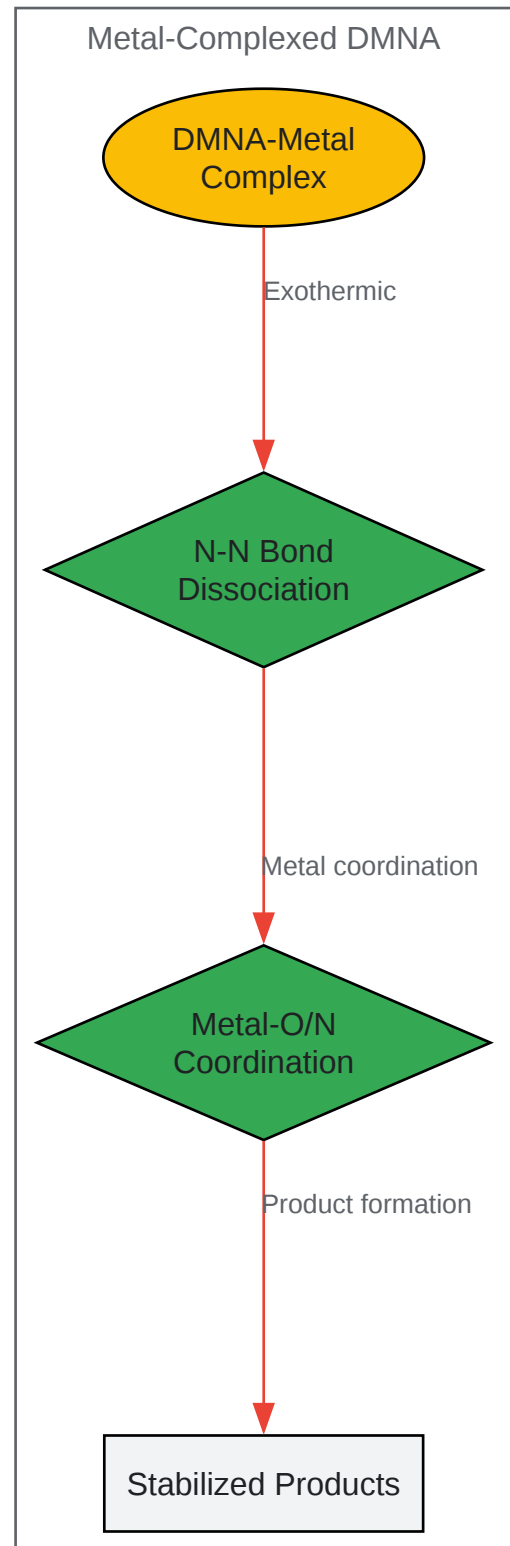 Metal-Complexed DMNA
DMNA-Metal
Complex
Exothermic
N-N Bond
Dissociation
Metal coordination
Metal-O/N
Coordination
Product formation
Stabilized Products